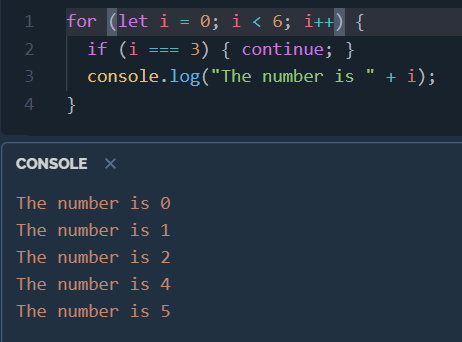 1 for (let i = 0; i < 6; i++) {
2 if (i === 3) { continue; }
3 console.log("The number is " + i);
4 }
CONSOLE ×
The number is 0
The number is 1
The number is 2
The number is 4
The number is 5